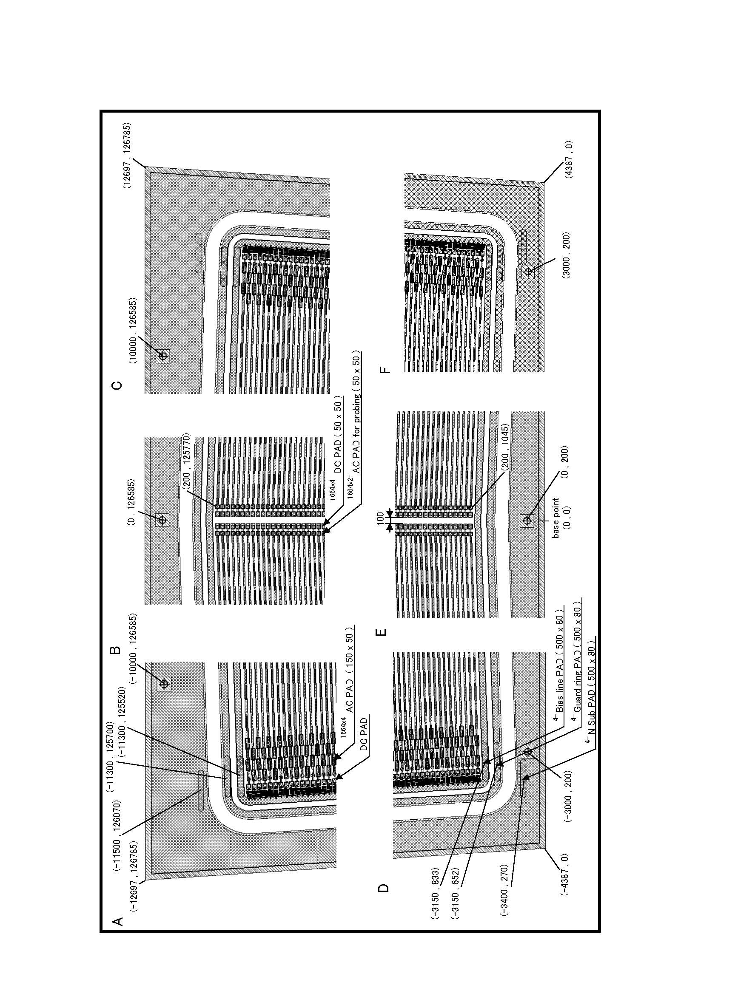 A
(-12697 , 126785)
(-11500 , 126070)
(-11300 , 125700)
(-11300 , 125520)
(-10000 , 126585)
1664x4- AC PAD ( 150 x 50 )
DC PAD
B
(0 , 126585)
(200 , 125770)
1664x4- DC PAD ( 50 x 50 )
1664x2- AC PAD for probing ( 50 x 50 )
C
(10000 , 126585)
(12697 , 126785)
D
(-3150 , 833)
(-3150 , 652)
(-3400 , 270)
(-4387 , 0)
(-3000 , 200)
4- Bias line PAD ( 500 x 80 )
4- Guard ring PAD ( 500 x 80 )
4- N Sub PAD ( 500 x 80 )
E
100
(200 , 1045)
base point
(0 , 0)
(0 , 200)
F
(3000 , 200)
(4387 , 0)